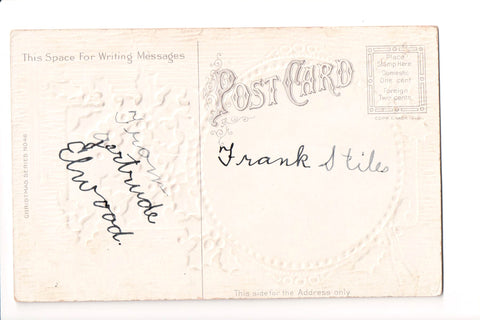 This Space For Writing Messages
POST CARD
Place
Stamp Here
Domestic
One cent
Foreign
Two cents.
Frank Stiles
From
gertrude
Elwood.
CHRISTMAS SERIES NO 46
This side for the Address only.